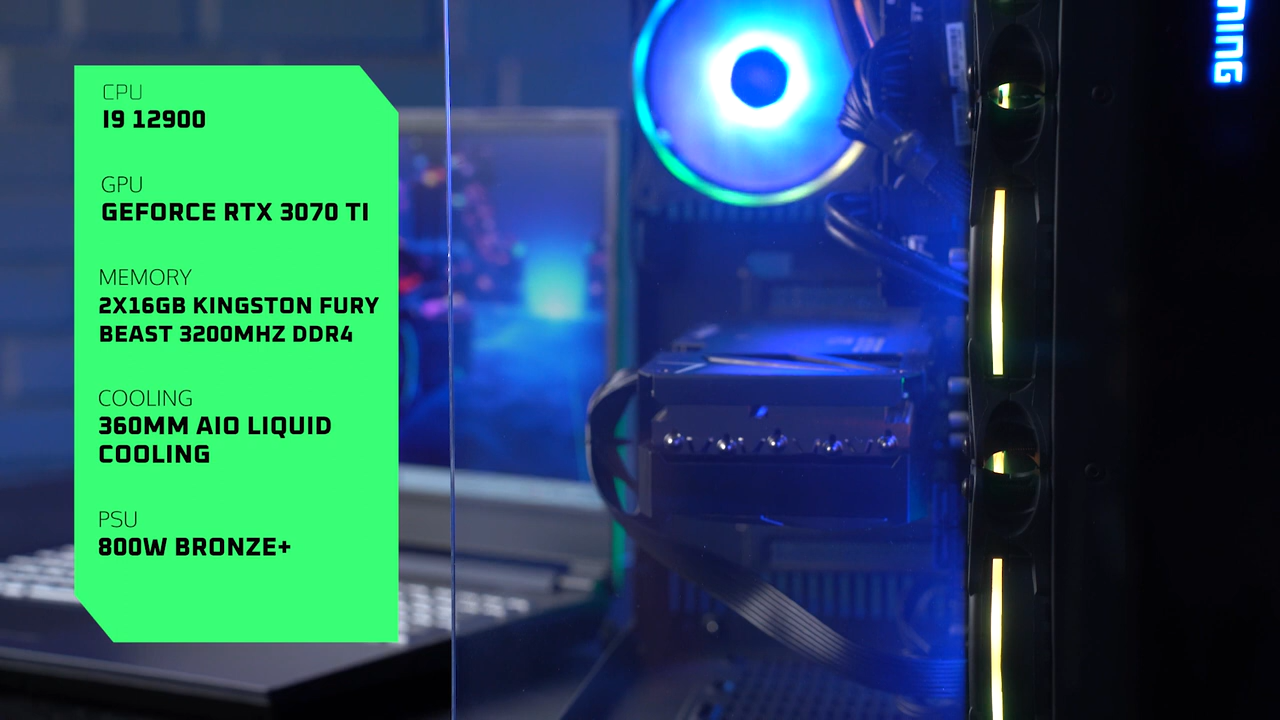 CPU
I9 12900
GPU
GEFORCE RTX 3070 TI
MEMORY
2X16GB KINGSTON FURY
BEAST 3200MHZ DDR4
COOLING
360MM AIO LIQUID
COOLING
PSU
800W BRONZE+
MING